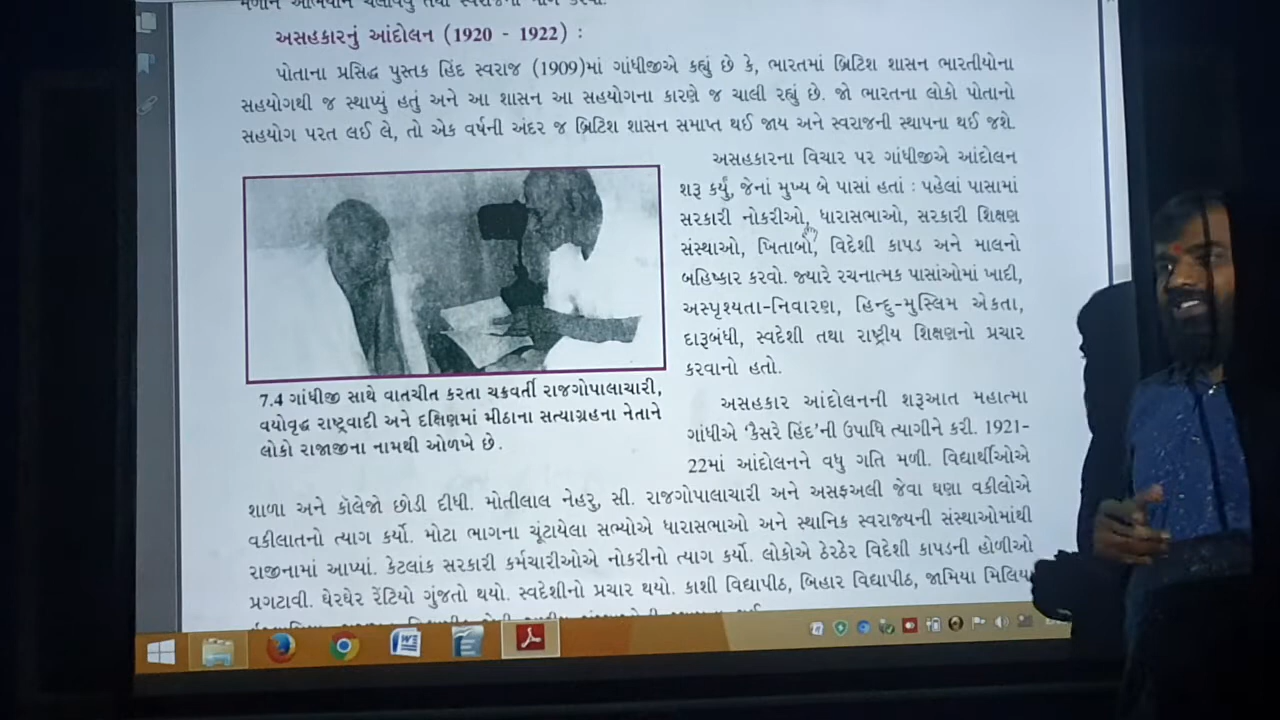 અસહકારનું આંદોલન (1920 - 1922) :
પોતાના પ્રસિદ્ધ પુસ્તક હિંદ સ્વરાજ (1909)માં ગાંધીજીએ કહ્યું છે કે, ભારતમાં બ્રિટિશ શાસન ભારતીયોના
સહયોગથી જ સ્થાપ્યું હતું અને આ શાસન આ સહયોગના કારણે જ ચાલી રહ્યું છે. જો ભારતના લોકો પોતાનો
સહયોગ પરત લઈ લે, તો એક વર્ષની અંદર જ બ્રિટિશ શાસન સમાપ્ત થઈ જાય અને સ્વરાજની સ્થાપના થઈ જશે.
અસહકારના વિચાર પર ગાંધીજીએ આંદોલન
શરૂ કર્યું, જેનાં મુખ્ય બે પાસાં હતાં : પહેલાં પાસામાં
સરકારી નોકરીઓ, ધારાસભાઓ, સરકારી શિક્ષણ
સંસ્થાઓ, ખિતાબો, વિદેશી કાપડ અને માલનો
બહિષ્કાર કરવો. જ્યારે રચનાત્મક પાસાંઓમાં ખાદી,
અસ્પૃશ્યતા-નિવારણ, હિન્દુ-મુસ્લિમ એકતા,
દારૂબંધી, સ્વદેશી તથા રાષ્ટ્રીય શિક્ષણનો પ્રચાર
કરવાનો હતો.
7.4 ગાંધીજી સાથે વાતચીત કરતા ચક્રવર્તી રાજગોપાલાચારી,
વયોવૃદ્ધ રાષ્ટ્રવાદી અને દક્ષિણમાં મીઠાના સત્યાગ્રહના નેતાને
લોકો રાજાજીના નામથી ઓળખે છે.
અસહકાર આંદોલનની શરૂઆત મહાત્મા
ગાંધીએ ‘કૈસરે હિંદ’ની ઉપાધિ ત્યાગીને કરી. 1921-
22માં આંદોલનને વધુ ગતિ મળી. વિદ્યાર્થીઓએ
શાળા અને કૉલેજો છોડી દીધી. મોતીલાલ નેહરુ, સી. રાજગોપાલાચારી અને અસફઅલી જેવા ઘણા વકીલોએ
વકીલાતનો ત્યાગ કર્યો. મોટા ભાગના ચૂંટાયેલા સભ્યોએ ધારાસભાઓ અને સ્થાનિક સ્વરાજ્યની સંસ્થાઓમાંથી
રાજીનામાં આપ્યાં. કેટલાંક સરકારી કર્મચારીઓએ નોકરીનો ત્યાગ કર્યો. લોકોએ ઠેરઠેર વિદેશી કાપડની હોળીઓ
પ્રગટાવી. ઘેરઘેર રેંટિયો ગુંજતો થયો. સ્વદેશીનો પ્રચાર થયો. કાશી વિદ્યાપીઠ, બિહાર વિદ્યાપીઠ, જામિયા મિલિયા